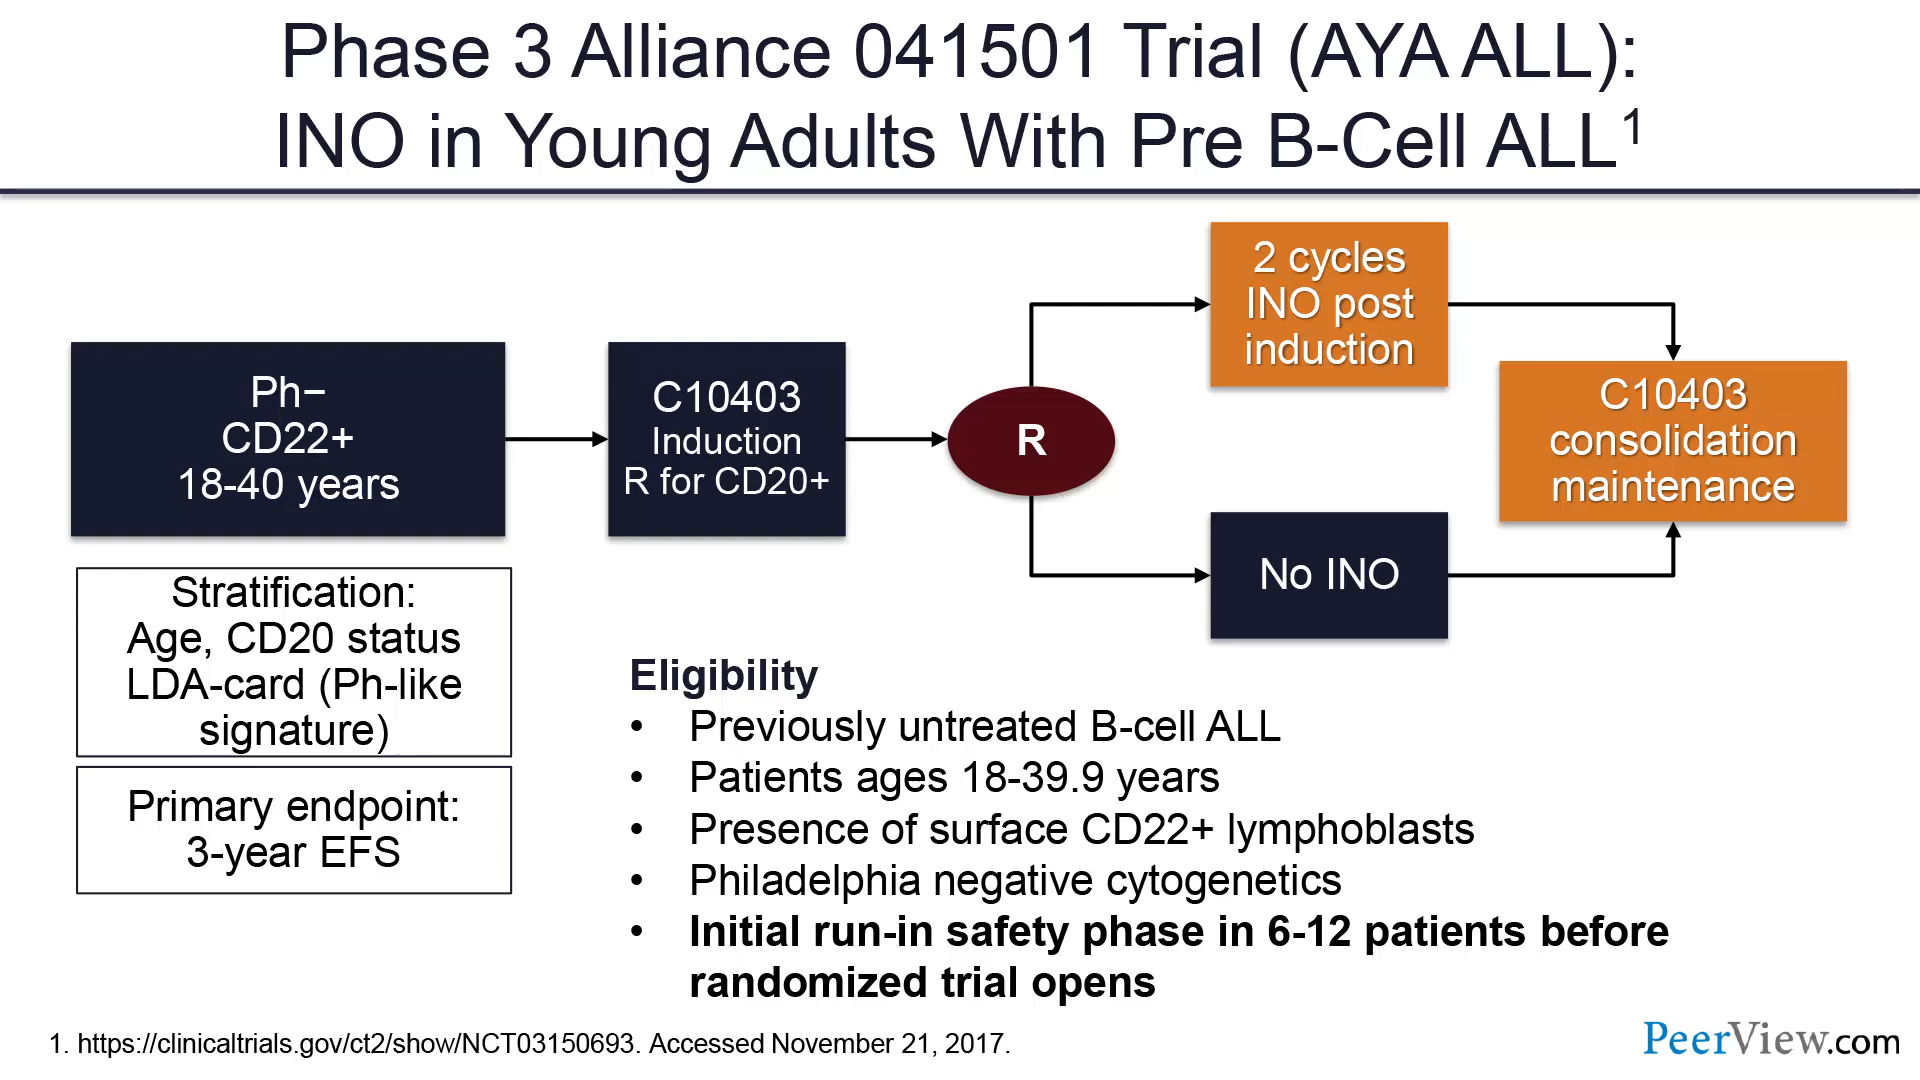 Phase 3 Alliance 041501 Trial (AYA ALL):
INO in Young Adults With Pre B-Cell ALL1
Ph−
CD22+
18-40 years
C10403
Induction
R for CD20+
R
2 cycles
INO post
induction
No INO
C10403
consolidation
maintenance
Stratification:
Age, CD20 status
LDA-card (Ph-like
signature)
Primary endpoint:
3-year EFS
Eligibility
• Previously untreated B-cell ALL
• Patients ages 18-39.9 years
• Presence of surface CD22+ lymphoblasts
• Philadelphia negative cytogenetics
• Initial run-in safety phase in 6-12 patients before
randomized trial opens
1. https://clinicaltrials.gov/ct2/show/NCT03150693. Accessed November 21, 2017.
PeerView.com